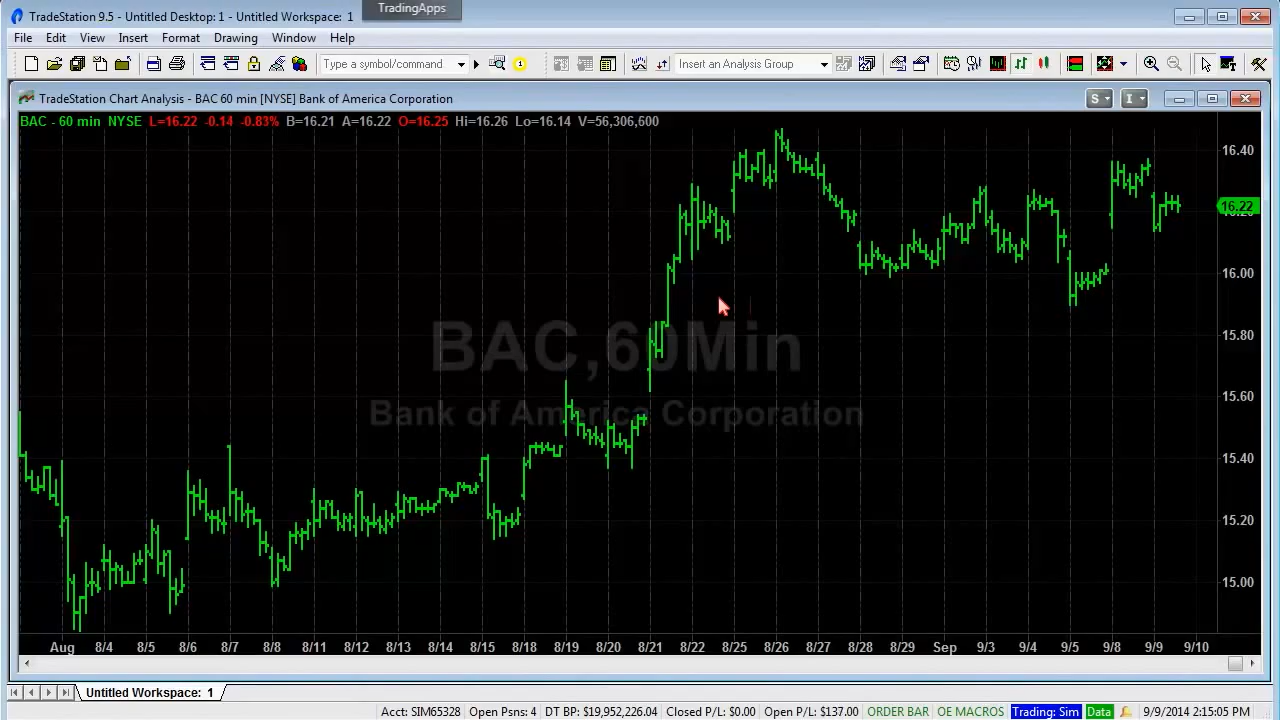 TradeStation 9.5 - Untitled Desktop: 1 - Untitled Workspace: 1
TradingApps
File Edit View Insert Format Drawing Window Help
Type a symbol/command
Insert an Analysis Group
TradeStation Chart Analysis - BAC 60 min [NYSE] Bank of America Corporation
S I
BAC - 60 min NYSE L=16.22 -0.14 -0.83% B=16.21 A=16.22 O=16.25 Hi=16.26 Lo=16.14 V=56,306,600
16.40
16.22
16.20
16.00
15.80
15.60
15.40
15.20
15.00
BAC,60Min
Bank of America Corporation
Aug 8/4 8/5 8/6 8/7 8/8 8/11 8/12 8/13 8/14 8/15 8/18 8/19 8/20 8/21 8/22 8/25 8/26 8/27 8/28 8/29 Sep 9/3 9/4 9/5 9/8 9/9 9/10
Untitled Workspace: 1
Acct: SIM65328 Open Posns: 4 DT BP: $19,952,226.04 Closed P/L: $0.00 Open P/L: $137.00 ORDER BAR OE MACROS Trading: Sim Data 9/9/2014 2:15:05 PM